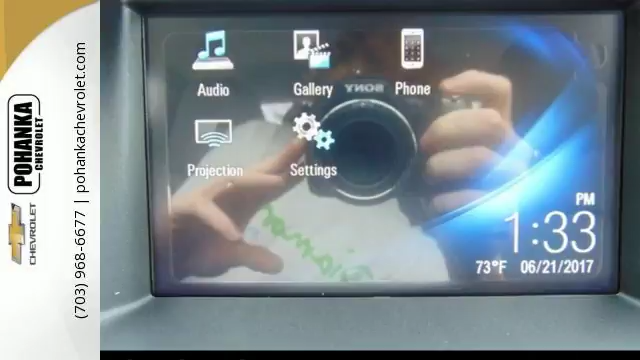 POHANKA
CHEVROLET
CHEVROLET
(703) 968-6677 | pohankachevrolet.com
Audio
Gallery
Phone
SONY
Projection
Settings
PM
1:33
73°F 06/21/2017